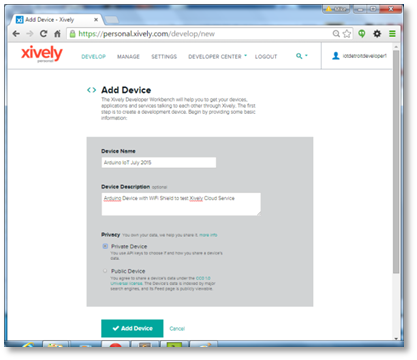 Add Device - Xively
https://personal.xively.com/develop/new
xively
personal
DEVELOP MANAGE SETTINGS DEVELOPER CENTER LOGOUT
iotdetroitdeveloper1
<> Add Device
The Xively Developer Workbench will help you to get your devices,
applications and services talking to each other through Xively. The first
step is to create a development device. Begin by providing some basic
information:
Device Name
Arduino IoT July 2015
Device Description optional
Arduino Device with WiFi Shield to test Xively Cloud Service
Privacy You own your data, we help you share it. more info.
Private Device
You use API keys to choose if and how you share a device's
data.
Public Device
You agree to share a device's data under the CC0 1.0
Universal license. The Device's data is indexed by major
search engines, and its Feed page is publicly viewable.
Add Device Cancel